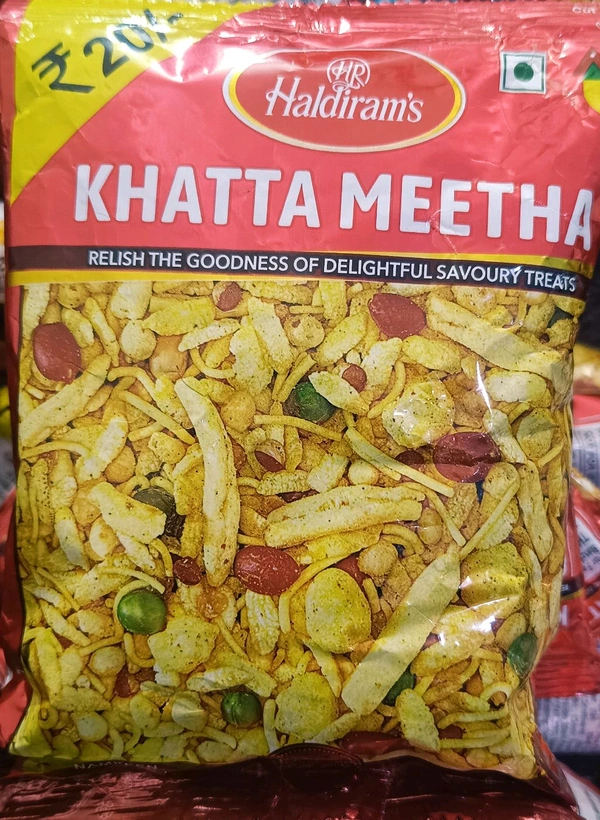 ₹ 20/-
HR
Haldiram's
KHATTA MEETHA
RELISH THE GOODNESS OF DELIGHTFUL SAVOURY TREATS